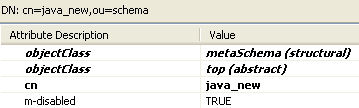 DN: cn=java_new,ou=schema
Attribute Description Value
objectClass metaSchema (structural)
objectClass top (abstract)
cn java_new
m-disabled TRUE